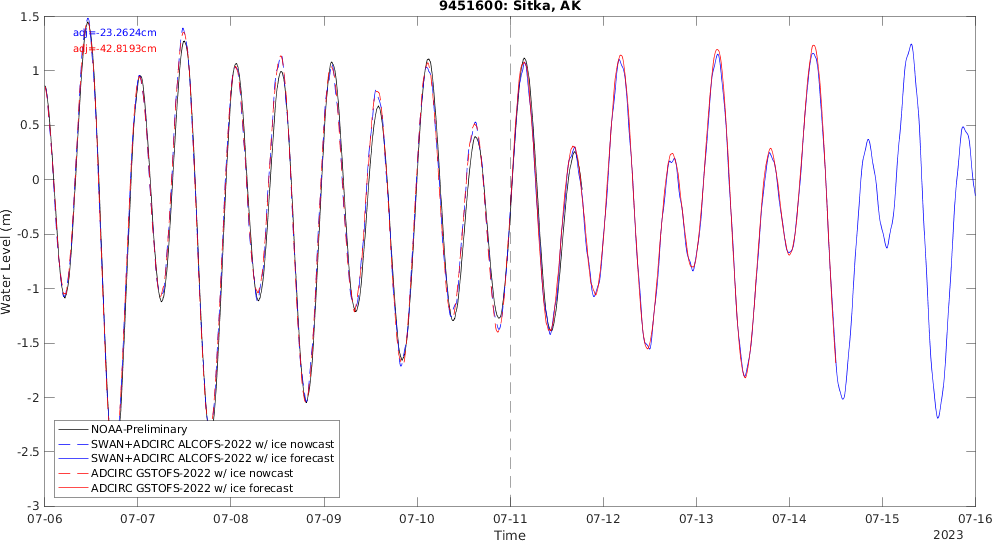 9451600: Sitka, AK
adj=-23.2624cm
adj=-42.8193cm
Water Level (m)
1.5
1
0.5
0
-0.5
-1
-1.5
-2
-2.5
-3
NOAA-Preliminary
SWAN+ADCIRC ALCOFS-2022 w/ ice nowcast
SWAN+ADCIRC ALCOFS-2022 w/ ice forecast
ADCIRC GSTOFS-2022 w/ ice nowcast
ADCIRC GSTOFS-2022 w/ ice forecast
07-06 07-07 07-08 07-09 07-10 07-11 07-12 07-13 07-14 07-15 07-16
Time
2023